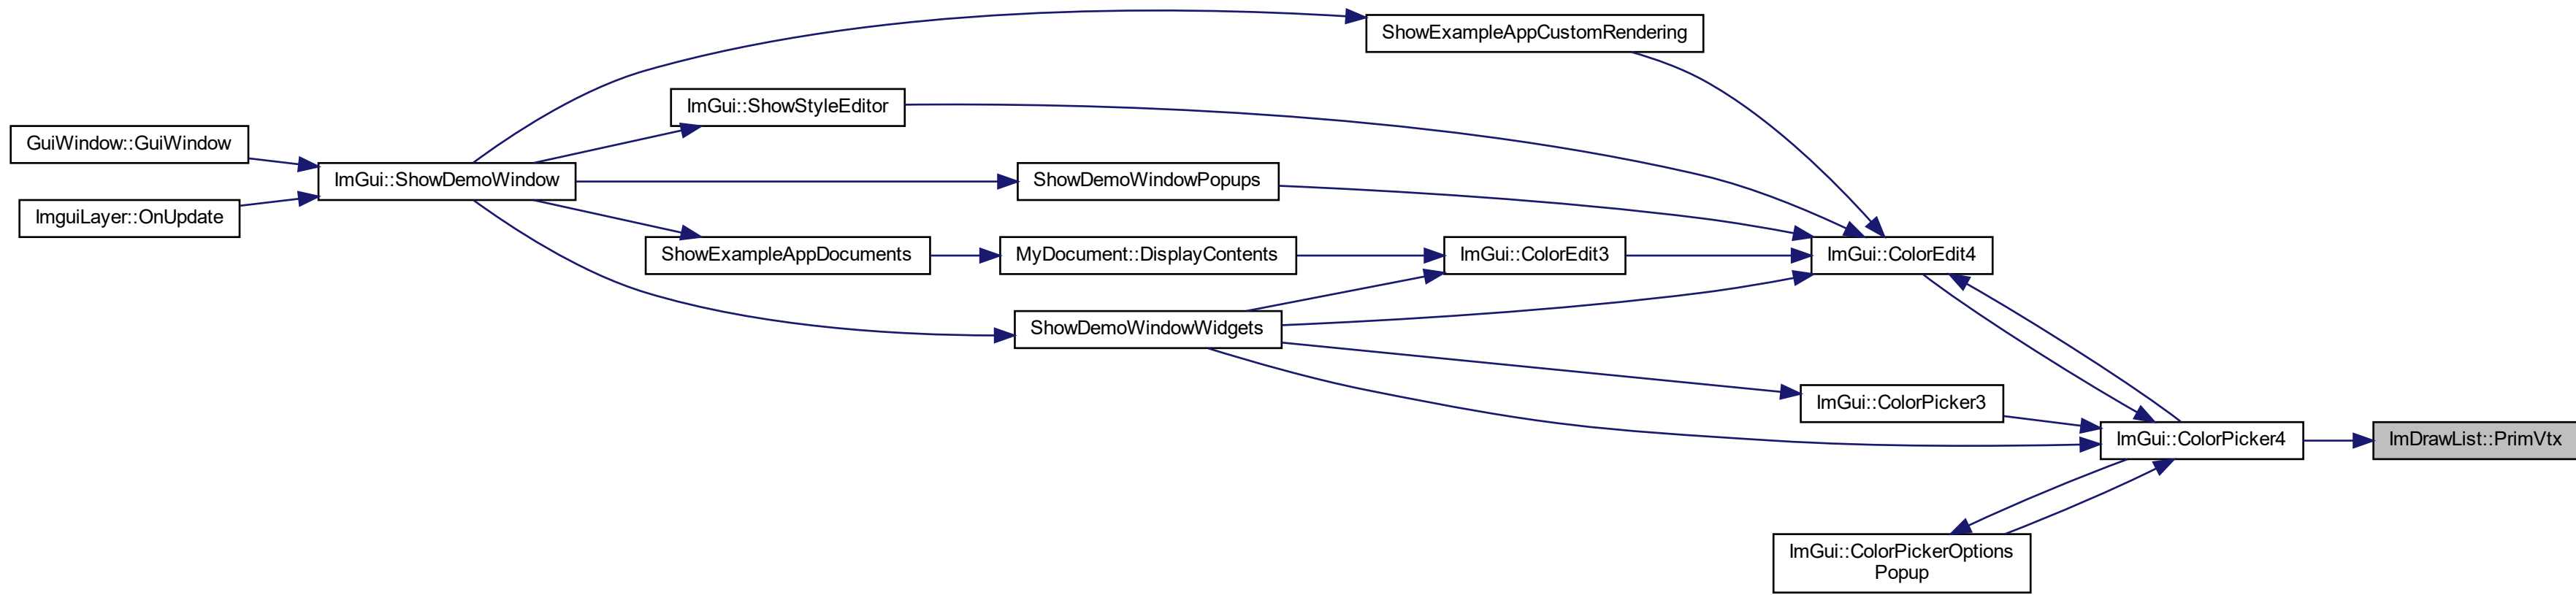 ShowExampleAppCustomRendering
ImGui::ShowStyleEditor
GuiWindow::GuiWindow
ImGui::ShowDemoWindow
ShowDemoWindowPopups
ImguiLayer::OnUpdate
ShowExampleAppDocuments
MyDocument::DisplayContents
ImGui::ColorEdit3
ImGui::ColorEdit4
ShowDemoWindowWidgets
ImGui::ColorPicker3
ImGui::ColorPicker4
ImDrawList::PrimVtx
ImGui::ColorPickerOptions
Popup